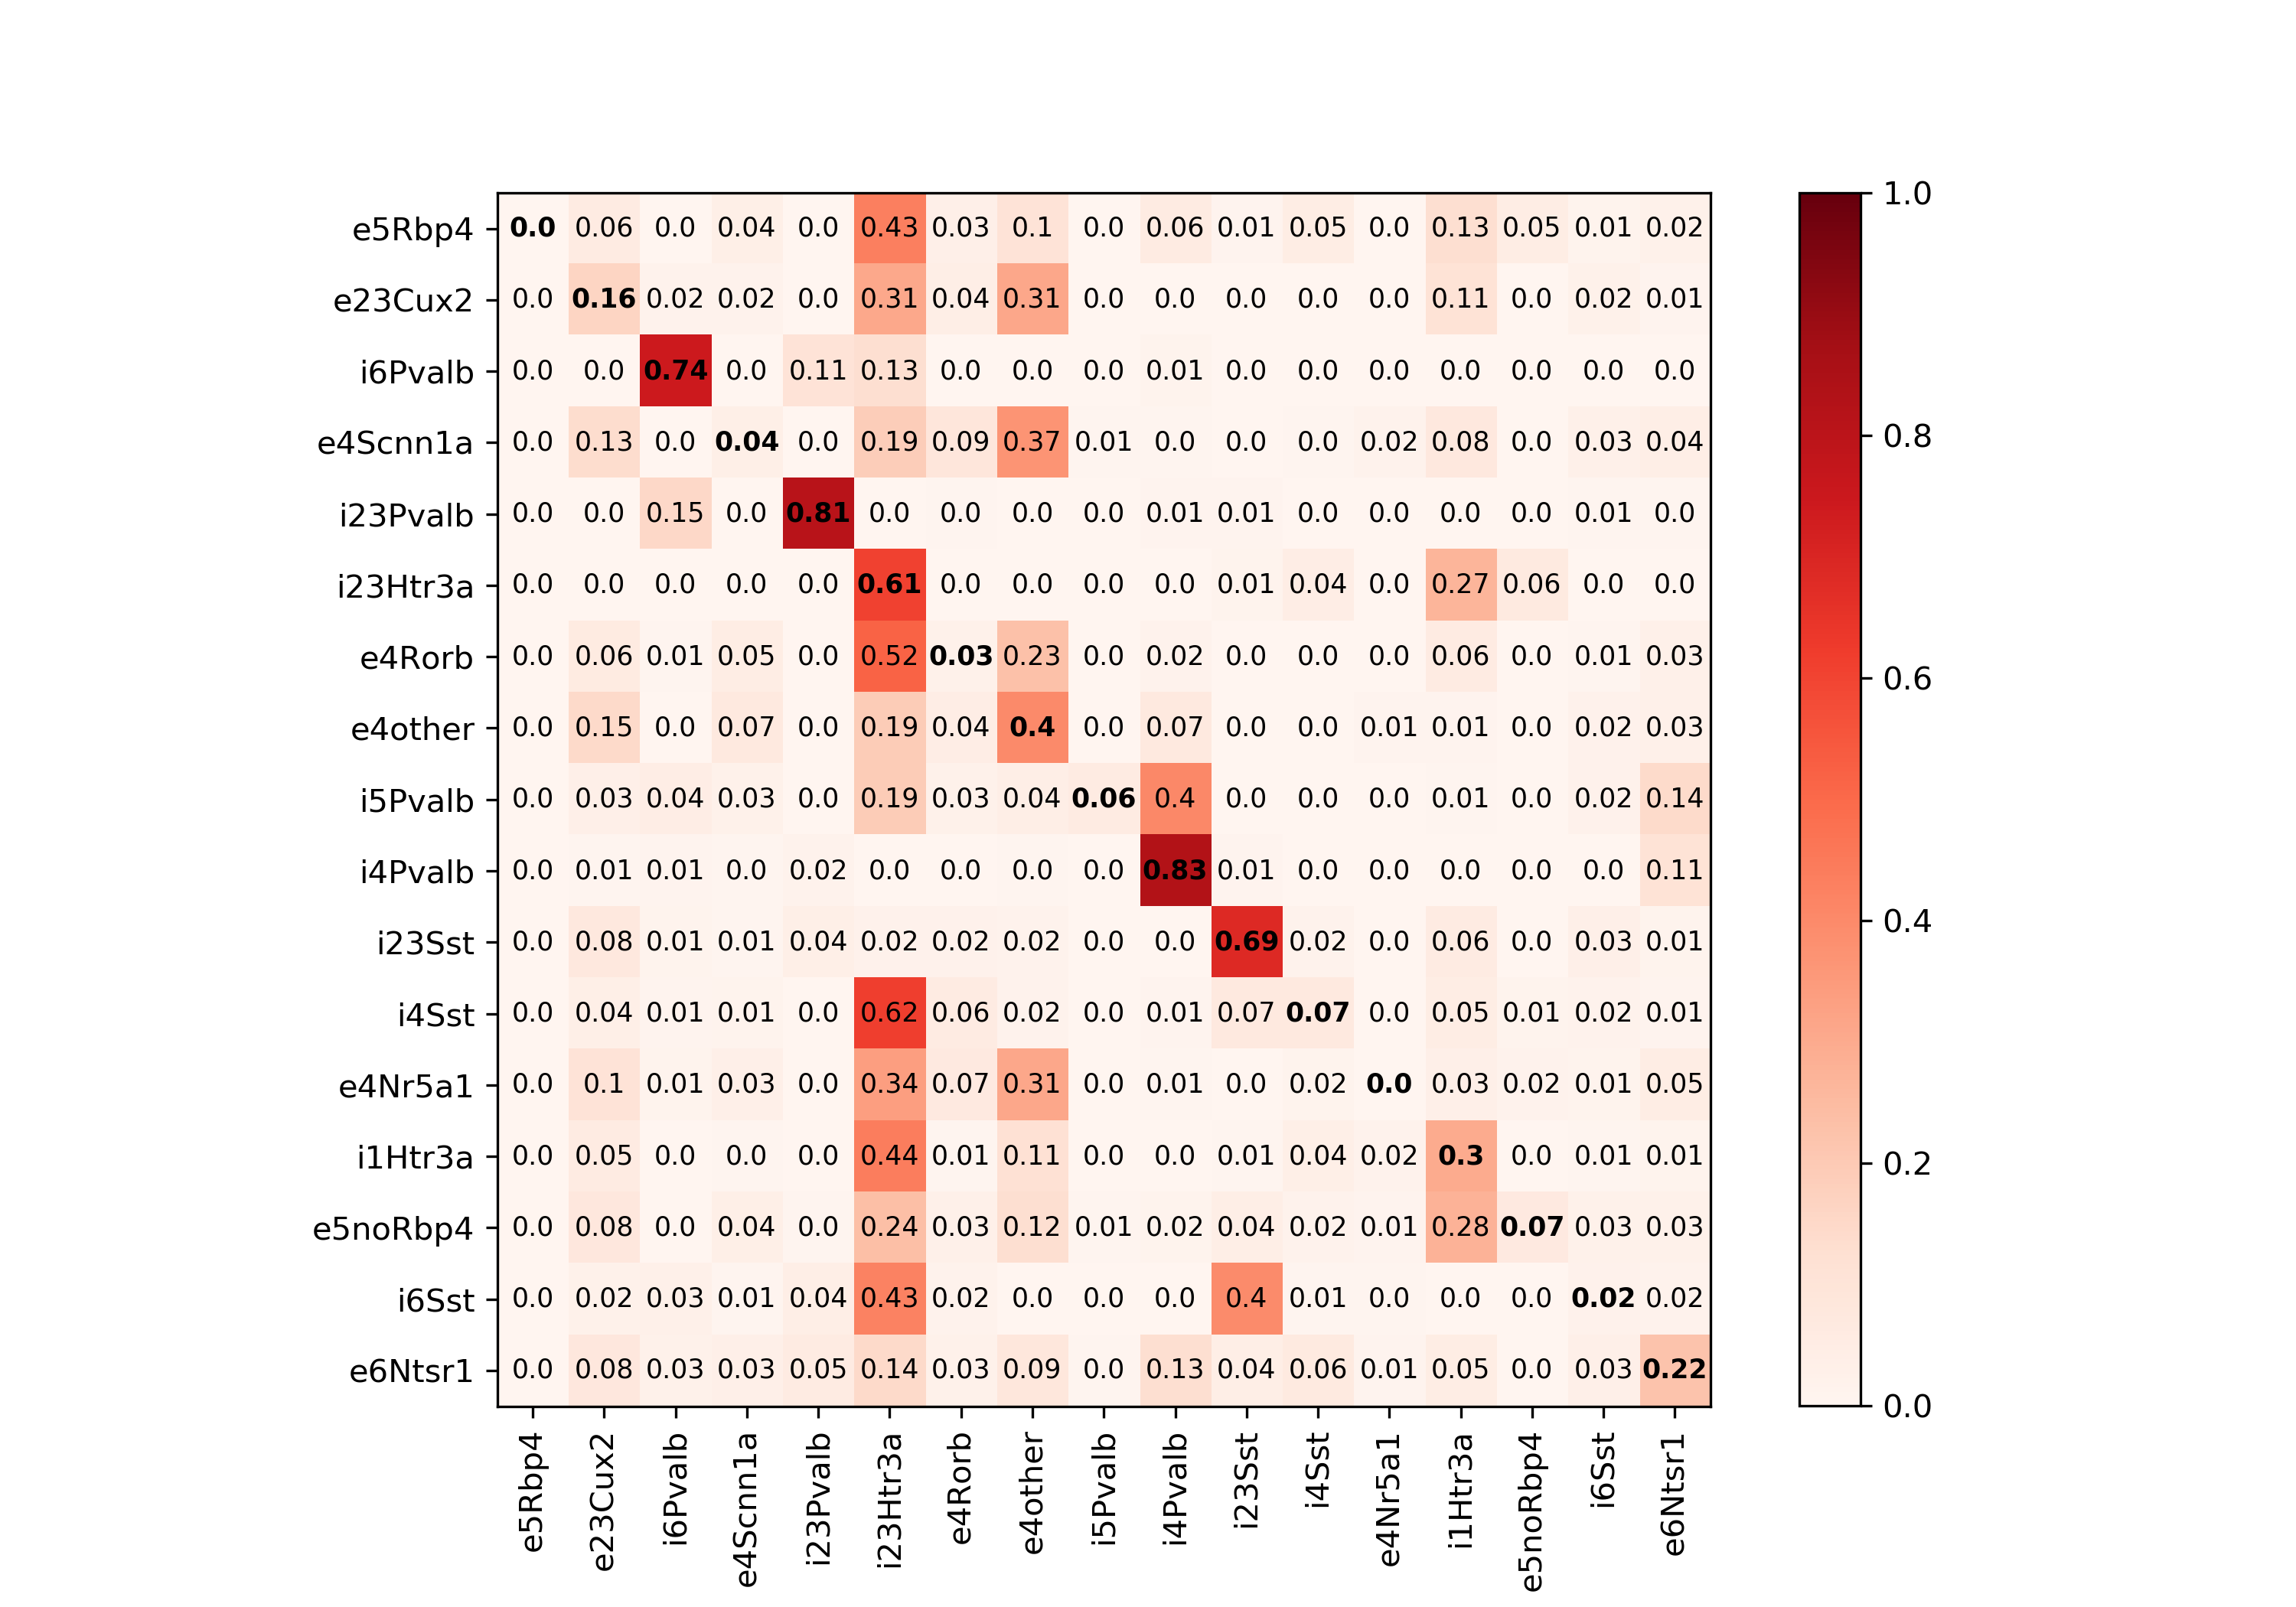 e5Rbp4 0.0 0.06 0.0 0.04 0.0 0.43 0.03 0.1 0.0 0.06 0.01 0.05 0.0 0.13 0.05 0.01 0.02
e23Cux2 0.0 0.16 0.02 0.02 0.0 0.31 0.04 0.31 0.0 0.0 0.0 0.0 0.0 0.11 0.0 0.02 0.01
i6Pvalb 0.0 0.0 0.74 0.0 0.11 0.13 0.0 0.0 0.0 0.01 0.0 0.0 0.0 0.0 0.0 0.0 0.0
e4Scnn1a 0.0 0.13 0.0 0.04 0.0 0.19 0.09 0.37 0.01 0.0 0.0 0.0 0.02 0.08 0.0 0.03 0.04
i23Pvalb 0.0 0.0 0.15 0.0 0.81 0.0 0.0 0.0 0.0 0.01 0.01 0.0 0.0 0.0 0.0 0.01 0.0
i23Htr3a 0.0 0.0 0.0 0.0 0.0 0.61 0.0 0.0 0.0 0.0 0.01 0.04 0.0 0.27 0.06 0.0 0.0
e4Rorb 0.0 0.06 0.01 0.05 0.0 0.52 0.03 0.23 0.0 0.02 0.0 0.0 0.0 0.06 0.0 0.01 0.03
e4other 0.0 0.15 0.0 0.07 0.0 0.19 0.04 0.4 0.0 0.07 0.0 0.0 0.01 0.01 0.0 0.02 0.03
i5Pvalb 0.0 0.03 0.04 0.03 0.0 0.19 0.03 0.04 0.06 0.4 0.0 0.0 0.0 0.01 0.0 0.02 0.14
i4Pvalb 0.0 0.01 0.01 0.0 0.02 0.0 0.0 0.0 0.0 0.83 0.01 0.0 0.0 0.0 0.0 0.0 0.11
i23Sst 0.0 0.08 0.01 0.01 0.04 0.02 0.02 0.02 0.0 0.0 0.69 0.02 0.0 0.06 0.0 0.03 0.01
i4Sst 0.0 0.04 0.01 0.01 0.0 0.62 0.06 0.02 0.0 0.01 0.07 0.07 0.0 0.05 0.01 0.02 0.01
e4Nr5a1 0.0 0.1 0.01 0.03 0.0 0.34 0.07 0.31 0.0 0.01 0.0 0.02 0.0 0.03 0.02 0.01 0.05
i1Htr3a 0.0 0.05 0.0 0.0 0.0 0.44 0.01 0.11 0.0 0.0 0.01 0.04 0.02 0.3 0.0 0.01 0.01
e5noRbp4 0.0 0.08 0.0 0.04 0.0 0.24 0.03 0.12 0.01 0.02 0.04 0.02 0.01 0.28 0.07 0.03 0.03
i6Sst 0.0 0.02 0.03 0.01 0.04 0.43 0.02 0.0 0.0 0.0 0.4 0.01 0.0 0.0 0.0 0.02 0.02
e6Ntsr1 0.0 0.08 0.03 0.03 0.05 0.14 0.03 0.09 0.0 0.13 0.04 0.06 0.01 0.05 0.0 0.03 0.22
e5Rbp4
e23Cux2
i6Pvalb
e4Scnn1a
i23Pvalb
i23Htr3a
e4Rorb
e4other
i5Pvalb
i4Pvalb
i23Sst
i4Sst
e4Nr5a1
i1Htr3a
e5noRbp4
i6Sst
e6Ntsr1
1.0
0.8
0.6
0.4
0.2
0.0